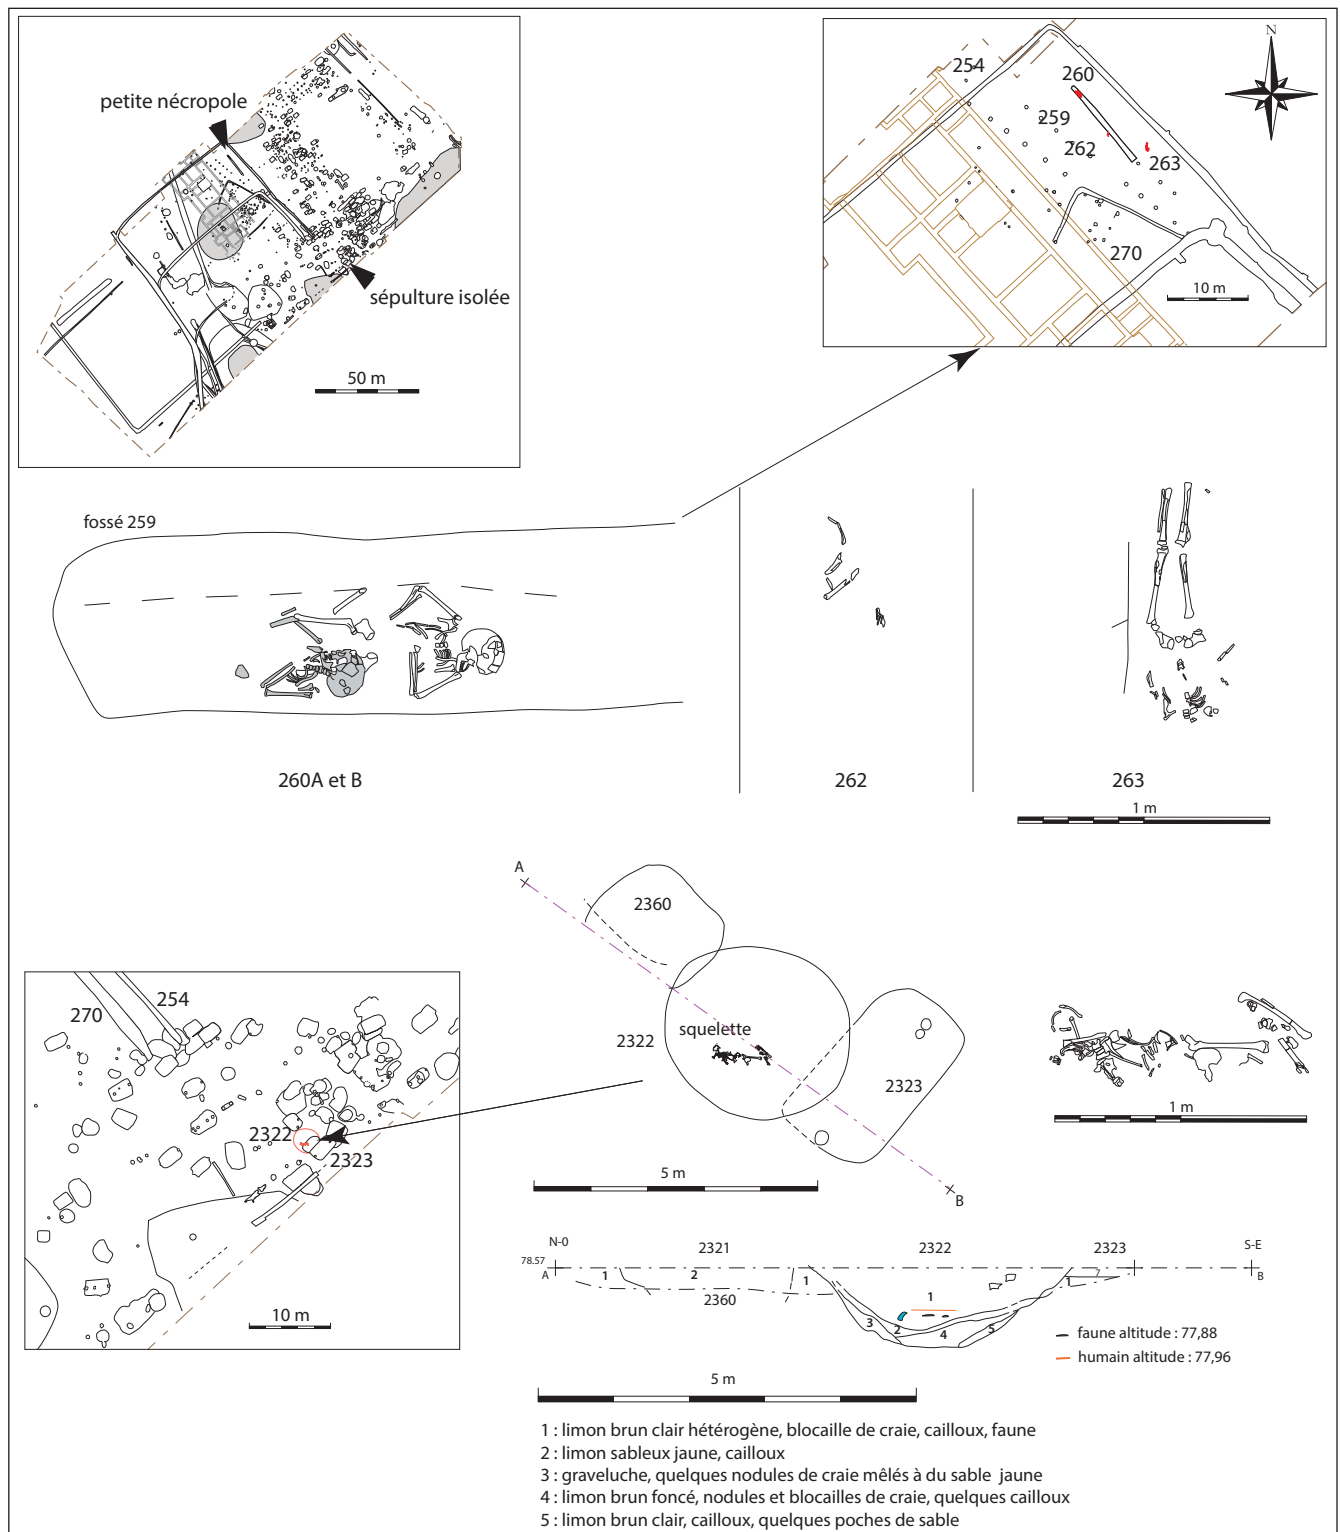 petite nécropole
sépulture isolée
50 m
N
254
260
259
262
263
270
10 m
fossé 259
260A et B
262
263
1 m
A
2360
2322
squelette
2323
B
5 m
1 m
270
254
2322
2323
10 m
N-0
2321
2322
2323
S-E
78.57
A
1
2
1
1
1
B
2360
3
2
4
5
faune altitude : 77,88
humain altitude : 77,96
5 m
1 : limon brun clair hétérogène, blocaille de craie, cailloux, faune
2 : limon sableux jaune, cailloux
3 : graveluche, quelques nodules de craie mêlés à du sable jaune
4 : limon brun foncé, nodules et blocailles de craie, quelques cailloux
5 : limon brun clair, cailloux, quelques poches de sable